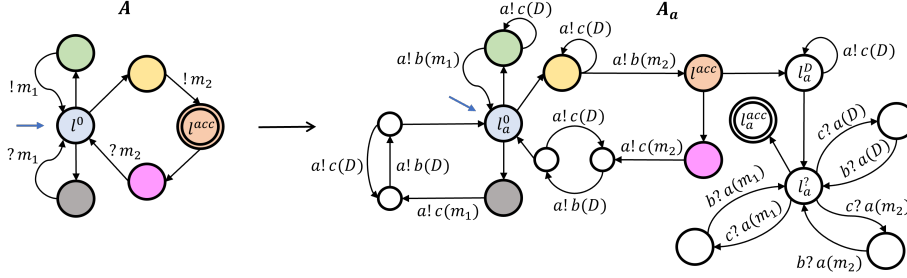 A
A_a
! m_1
! m_2
l^0
l^{acc}
? m_1
? m_2
a! c(D)
a! b(m_1)
a! c(D)
a! b(m_2)
l^{acc}
l_a^D
a! c(D)
l_a^0
l_a^{acc}
a! c(D)
a! b(D)
a! c(D)
a! c(m_2)
a! b(D)
a! c(m_1)
c? a(D)
b? a(D)
l_a^?
b? a(m_1)
c? a(m_1)
c? a(m_2)
b? a(m_2)